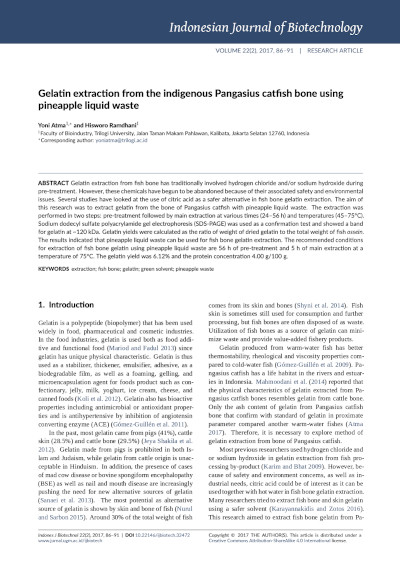 Indonesian Journal of Biotechnology
VOLUME 22(2), 2017, 86–91 | RESEARCH ARTICLE
Gelatin extraction from the indigenous Pangasius catfish bone using
pineapple liquid waste
Yoni Atma1,* and Hisworo Ramdhani1
1Faculty of Bioindustry, Trilogi University, Jalan Taman Makam Pahlawan, Kalibata, Jakarta Selatan 12760, Indonesia
*Corresponding author: yoniatma@trilogi.ac.id
ABSTRACT Gelatin extraction from fish bone has traditionally involved hydrogen chloride and/or sodium hydroxide during
pre-treatment. However, these chemicals have begun to be abandoned because of their associated safety and environmental
issues. Several studies have looked at the use of citric acid as a safer alternative in fish bone gelatin extraction. The aim of
this research was to extract gelatin from the bone of Pangasius catfish with pineapple liquid waste. The extraction was
performed in two steps: pre-treatment followed by main extraction at various times (24–56 h) and temperatures (45–75°C).
Sodium dodecyl sulfate polyacrylamide gel electrophoresis (SDS-PAGE) was used as a confirmation test and showed a band
for gelatin at ~120 kDa. Gelatin yields were calculated as the ratio of weight of dried gelatin to the total weight of fish ossein.
The results indicated that pineapple liquid waste can be used for fish bone gelatin extraction. The recommended conditions
for extraction of fish bone gelatin using pineapple liquid waste are 56 h of pre-treatment and 5 h of main extraction at a
temperature of 75°C. The gelatin yield was 6.12% and the protein concentration 4.00 g/100 g.
KEYWORDS extraction; fish bone; gelatin; green solvent; pineapple waste
1. Introduction
Gelatin is a polypeptide (biopolymer) that has been used
widely in food, pharmaceutical and cosmetic industries.
In the food industries, gelatin is used both as food addi-
tive and functional food (Mariod and Fadul 2013) since
gelatin has unique physical characteristic. Gelatin is thus
used as a stabilizer, thickener, emulsifier, adhesive, as a
biodegradable film, as well as a foaming, gelling, and
microencapsulation agent for foods product such as con-
fectionary, jelly, milk, yoghurt, ice cream, cheese, and
canned foods (Koli et al. 2012). Gelatin also has bioactive
properties including antimicrobial or antioxidant proper-
ties and is antihypertensive by inhibition of angiotensin
converting enzyme (ACE) (Gómez-Guillén et al. 2011).
In the past, most gelatin came from pigs (41%), cattle
skin (28.5%) and cattle bone (29.5%) (Jeya Shakila et al.
2012). Gelatin made from pigs is prohibited in both Is-
lam and Judaism, while gelatin from cattle origin is unac-
ceptable in Hinduism. In addition, the presence of cases
of mad cow disease or bovine spongiform encephalopathy
(BSE) as well as nail and mouth disease are increasingly
pushing the need for new alternative sources of gelatin
(Sanaei et al. 2013). The most potential as alternative
source of gelatin is shown by skin and bone of fish (Nurul
and Sarbon 2015). Around 30% of the total weight of fish
comes from its skin and bones (Shyni et al. 2014). Fish
skin is sometimes still used for consumption and further
processing, but fish bones are often disposed of as waste.
Utilization of fish bones as a source of gelatin can mini-
mize waste and provide value-added fishery products.
Gelatin produced from warm-water fish has better
thermostability, rheological and viscosity properties com-
pared to cold-water fish (Gómez-Guillén et al. 2009). Pa-
ngasius catfish has a life habitat in the rivers and estuar-
ies in Indonesia. Mahmoodani et al. (2014) reported that
the physical characteristics of gelatin extracted from Pa-
ngasius catfish bones resembles gelatin from cattle bone.
Only the ash content of gelatin from Pangasius catfish
bone that confirm with standard of gelatin in proximate
parameter compared another warm-water fishes (Atma
2017). Therefore, it is necessary to explore method of
gelatin extraction from bone of Pangasius catfish.
Most previous researchers used hydrogen chloride and
or sodium hydroxide in gelatin extraction from fish pro-
cessing by-product (Karim and Bhat 2009). However, be-
cause of safety and environment concerns, as well as in-
dustrial needs, citric acid could be of interest as it can be
used together with hot water in fish bone gelatin extraction.
Many researchers tried to extract fish bone and skin gelatin
using a safer solvent (Karayannakidis and Zotos 2016).
This research aimed to extract fish bone gelatin from Pa-
Indones J Biotechnol 22(2), 2017, 86–91 | DOI 10.22146/ijbiotech.32472
www.jurnal.ugm.ac.id/ijbiotech
Copyright © 2017 THE AUTHOR(S). This article is distributed under a
Creative Commons Attribution-ShareAlike 4.0 International license.